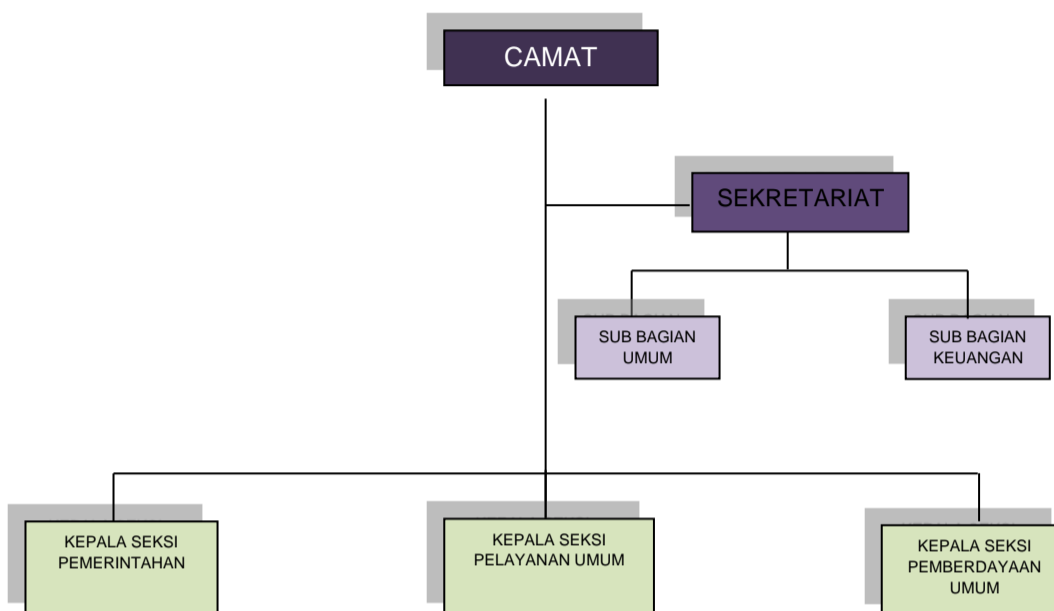 CAMAT
SEKRETARIAT
SUB BAGIAN
UMUM
SUB BAGIAN
KEUANGAN
KEPALA SEKSI
PEMERINTAHAN
KEPALA SEKSI
PELAYANAN UMUM
KEPALA SEKSI
PEMBERDAYAAN
UMUM